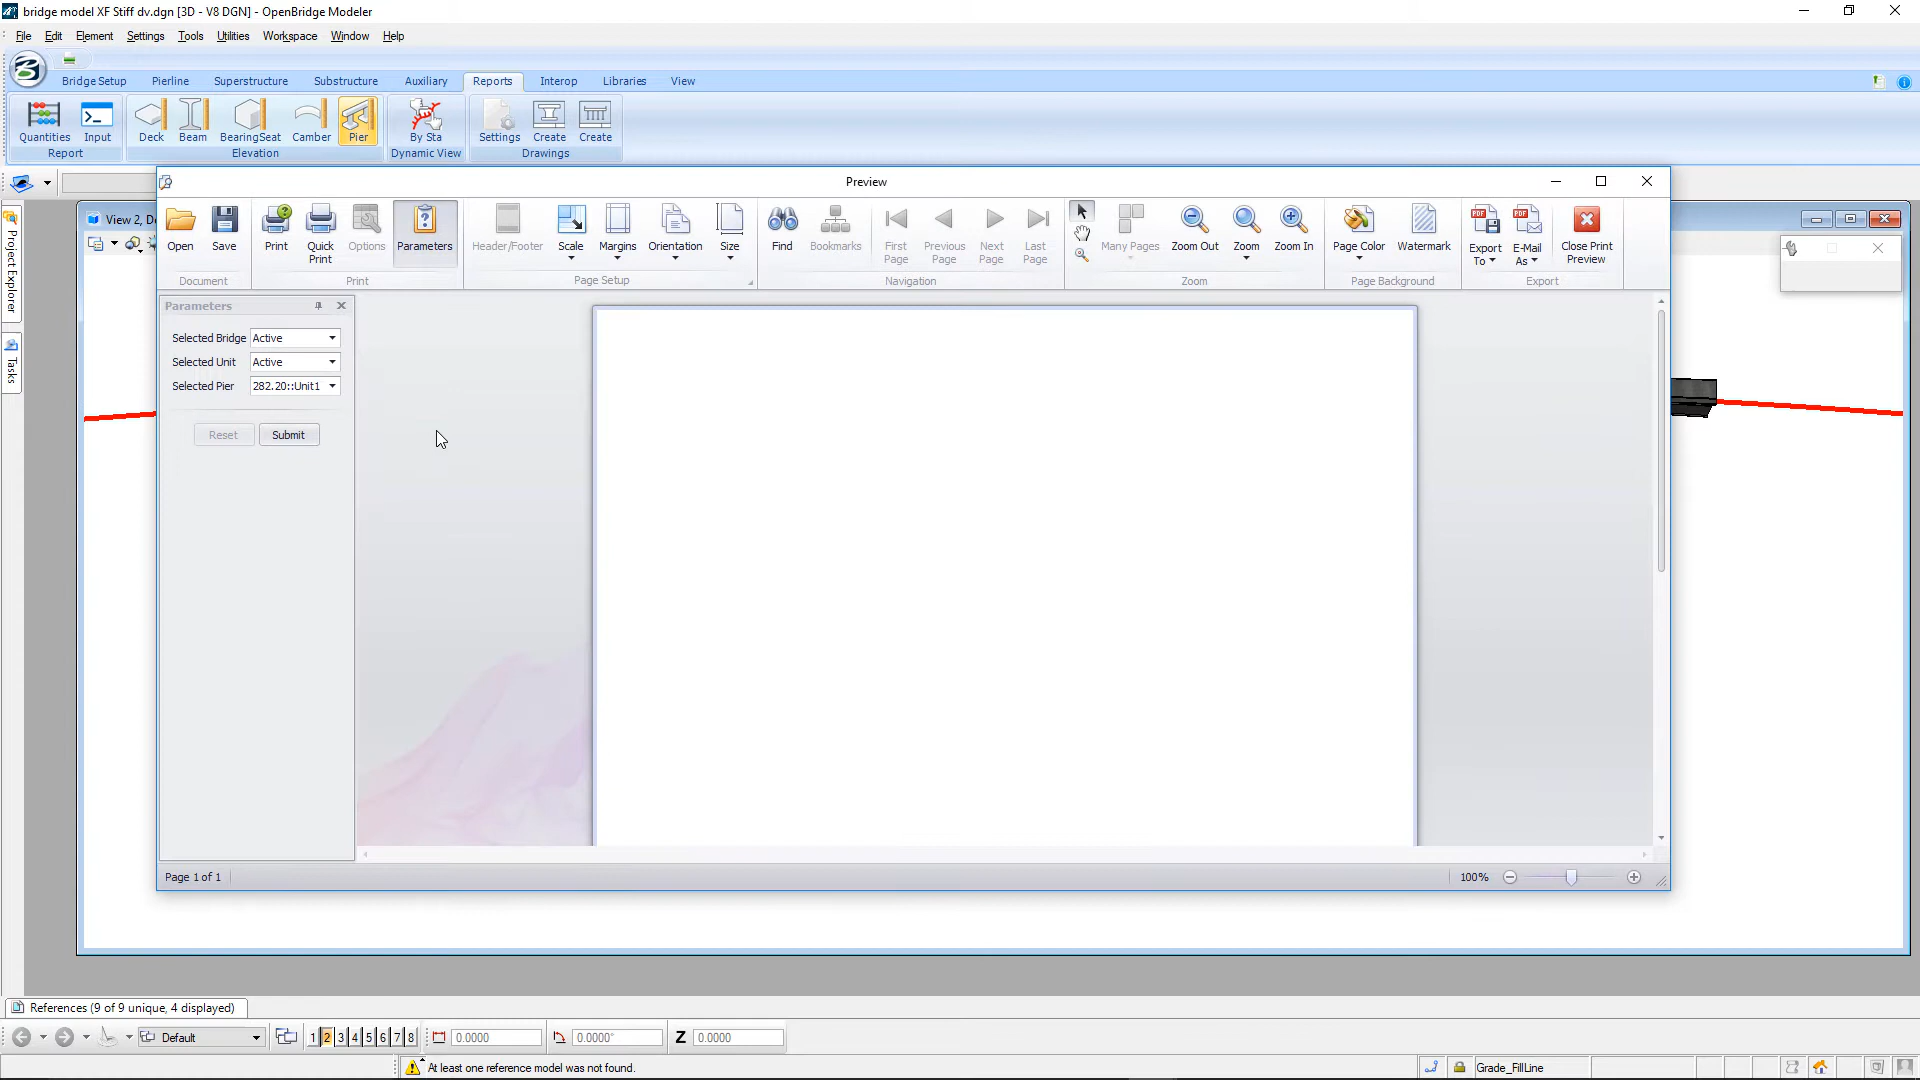 bridge model XF Stiff dv.dgn [3D - V8 DGN] - OpenBridge Modeler
File Edit Element Settings Tools Utilities Workspace Window Help
Bridge Setup Pierline Superstructure Substructure Auxiliary Reports Interop Libraries View
Quantities Input Deck Beam BearingSeat Camber Pier By Sta Settings Create Create
Report Elevation Dynamic View Drawings
Preview
View 2, D
Open Save Print Quick Print Options Parameters Header/Footer Scale Margins Orientation Size Find Bookmarks First Page Previous Page Next Page Last Page Many Pages Zoom Out Zoom Zoom In Page Color Watermark Export To E-Mail As Close Print Preview
Document Print Page Setup Navigation Zoom Page Background Export
Project Explorer
Tasks
Parameters
Selected Bridge Active
Selected Unit Active
Selected Pier 282.20::Unit1
Reset Submit
Page 1 of 1
100%
References (9 of 9 unique, 4 displayed)
Default 1 2 3 4 5 6 7 8 0.0000 0.0000° Z 0.0000
At least one reference model was not found.
Grade_FillLine